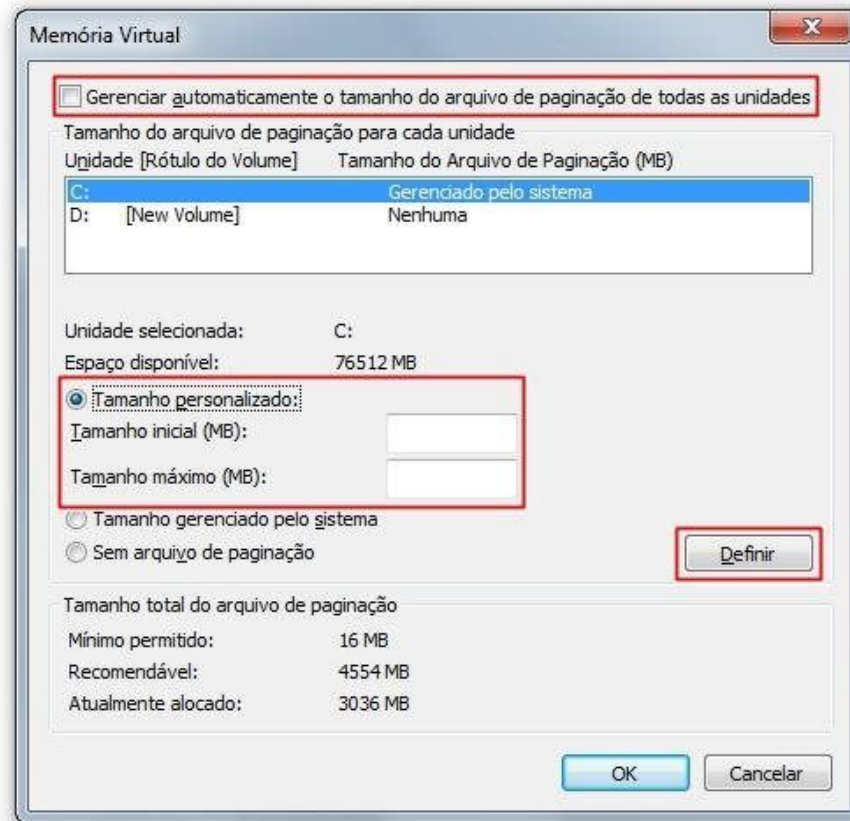 Memória Virtual
Gerenciar automaticamente o tamanho do arquivo de paginação de todas as unidades
Tamanho do arquivo de paginação para cada unidade
Unidade [Rótulo do Volume] Tamanho do Arquivo de Paginação (MB)
C: Gerenciado pelo sistema
D: [New Volume] Nenhuma
Unidade selecionada: C:
Espaço disponível: 76512 MB
Tamanho personalizado:
Tamanho inicial (MB):
Tamanho máximo (MB):
Tamanho gerenciado pelo sistema
Sem arquivo de paginação
Definir
Tamanho total do arquivo de paginação
Mínimo permitido: 16 MB
Recomendável: 4554 MB
Atualmente alocado: 3036 MB
OK Cancelar